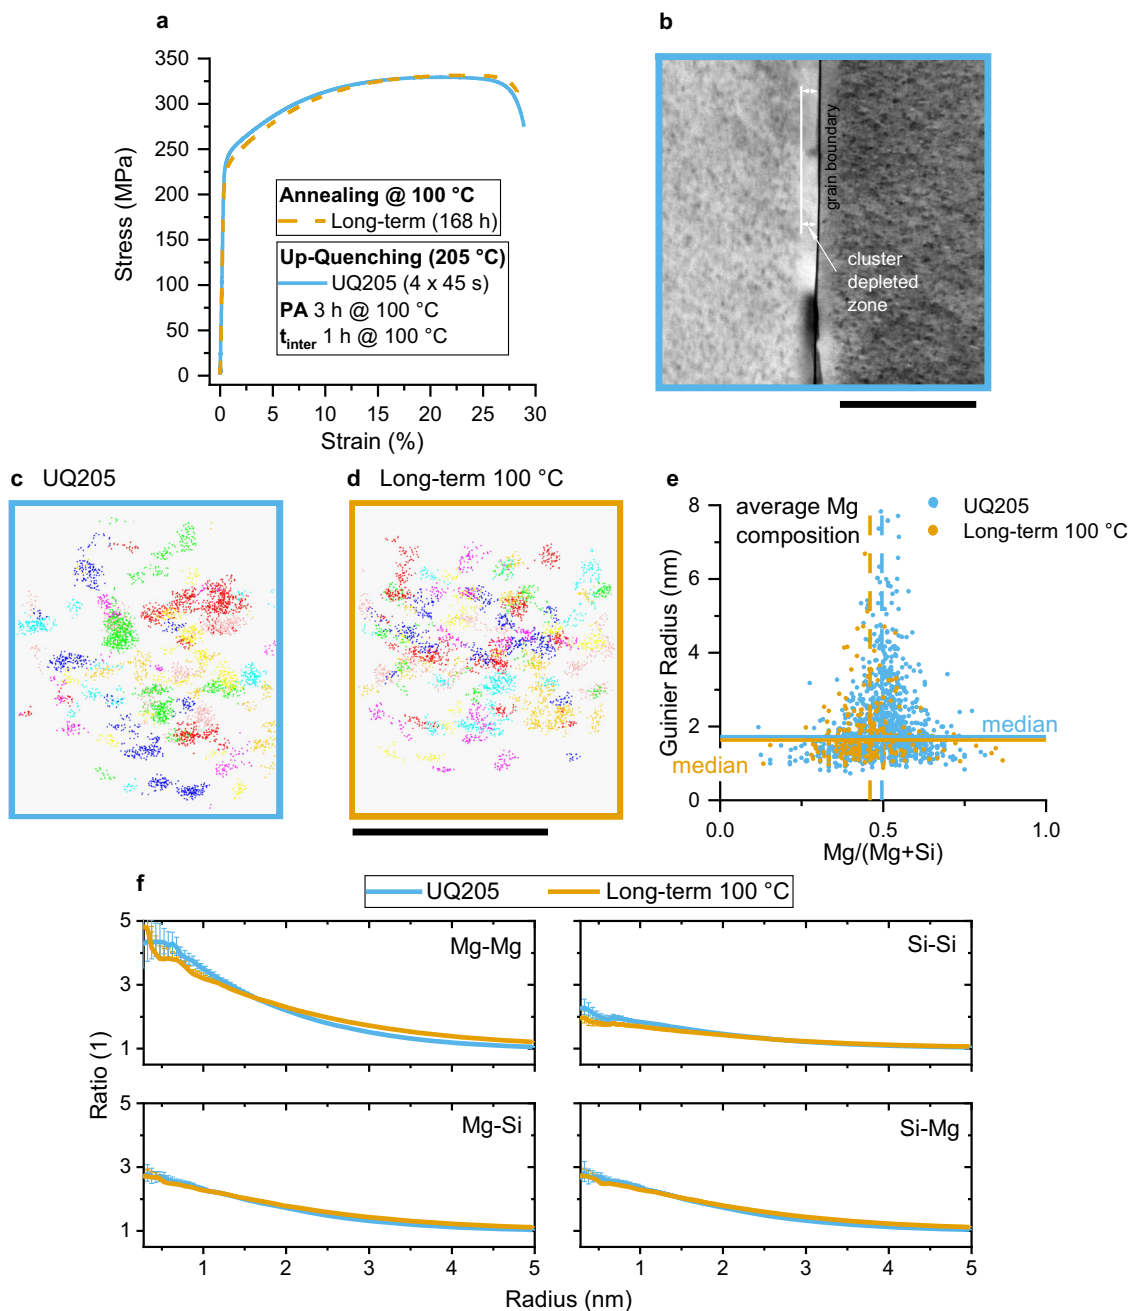 a
350
300
250
200
150
100
50
0
Stress (MPa)
0 5 10 15 20 25 30
Strain (%)
Annealing @ 100 °C
Long-term (168 h)
Up-Quenching (205 °C)
UQ205 (4 x 45 s)
PA 3 h @ 100 °C
t_inter 1 h @ 100 °C
b
grain boundary
cluster
depleted
zone
c UQ205
d Long-term 100 °C
e
average Mg
composition
UQ205
Long-term 100 °C
8
6
4
2
0
Guinier Radius (nm)
median
median
0.0 0.5 1.0
Mg/(Mg+Si)
f
UQ205 Long-term 100 °C
5
3
1
Mg-Mg
Si-Si
Ratio (1)
5
3
1
Mg-Si
Si-Mg
1 2 3 4 5
1 2 3 4 5
Radius (nm)